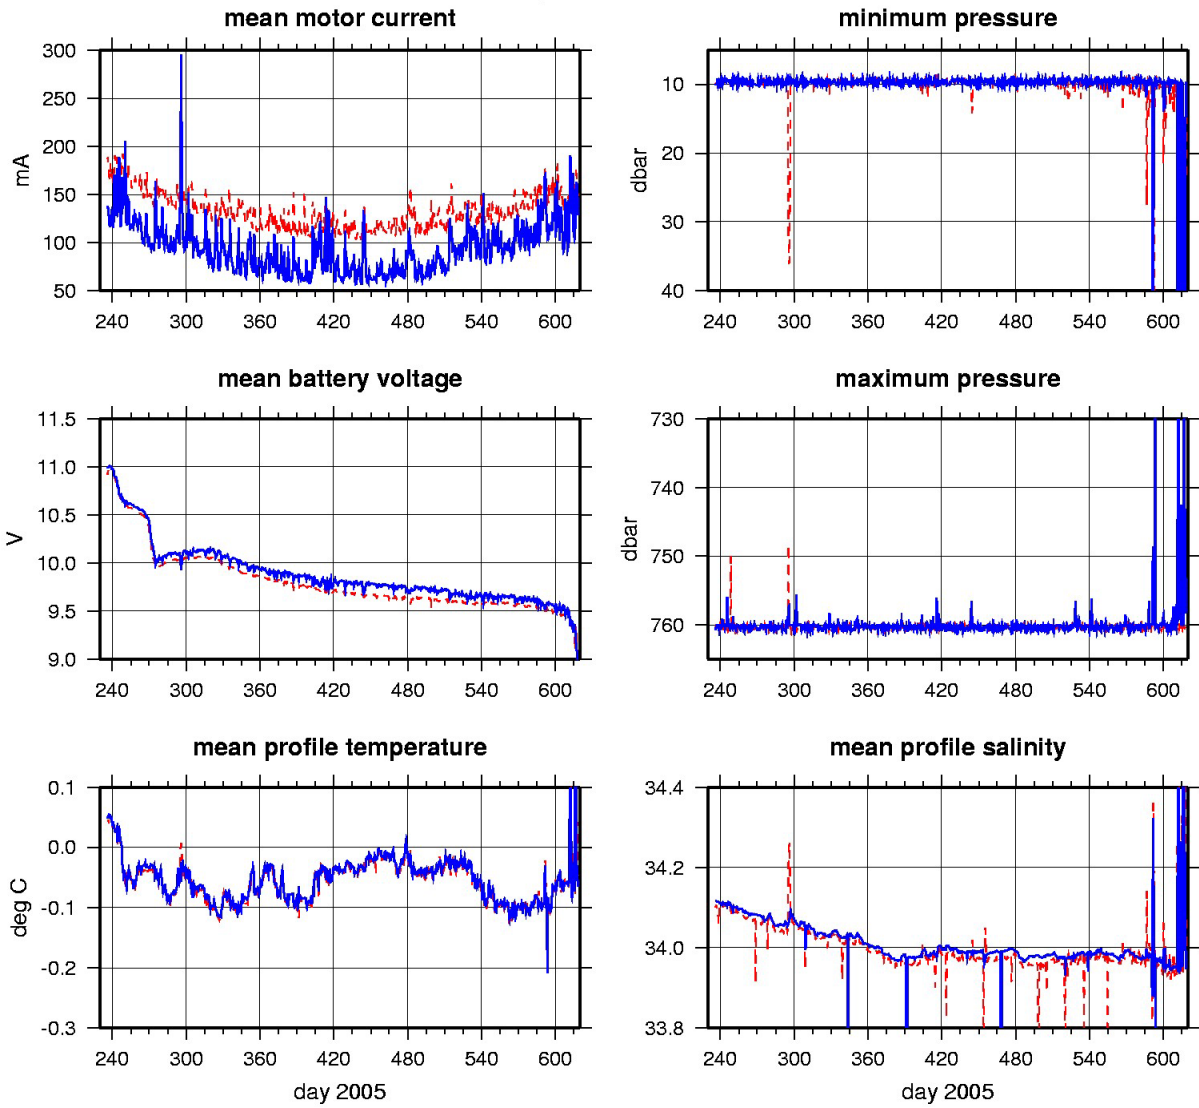 mean motor current
300
250
200
150
100
50
mA
240 300 360 420 480 540 600
minimum pressure
10
20
30
40
dbar
240 300 360 420 480 540 600
mean battery voltage
11.5
11.0
10.5
10.0
9.5
9.0
V
240 300 360 420 480 540 600
maximum pressure
730
740
750
760
dbar
240 300 360 420 480 540 600
mean profile temperature
0.1
0.0
-0.1
-0.2
-0.3
deg C
240 300 360 420 480 540 600
day 2005
mean profile salinity
34.4
34.2
34.0
33.8
240 300 360 420 480 540 600
day 2005